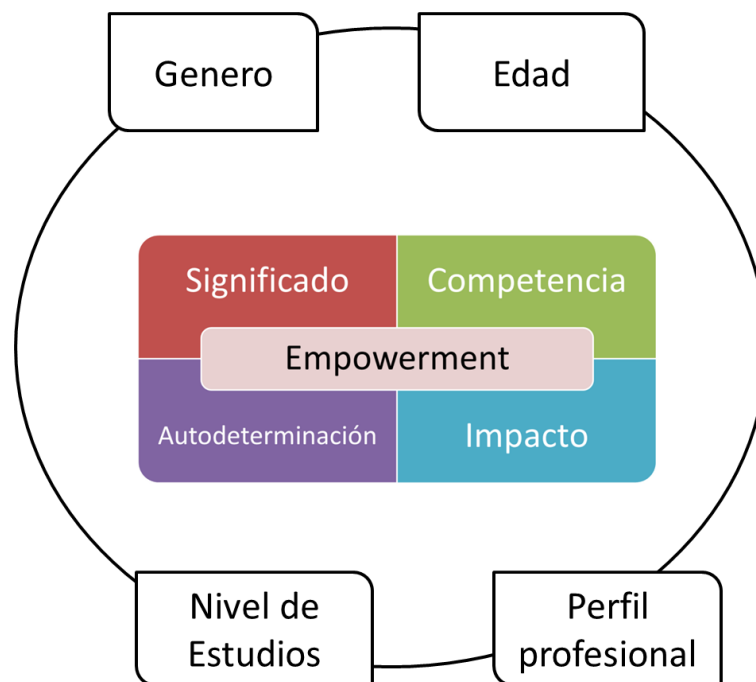 Genero
Edad
Significado
Competencia
Empowerment
Autodeterminación
Impacto
Nivel de
Estudios
Perfil
profesional